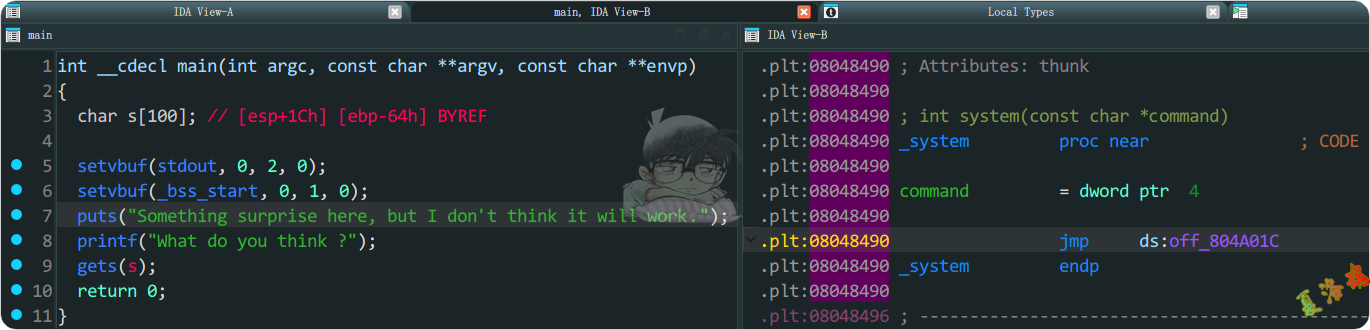 IDA View-A
main, IDA View-B
Local Types
main
IDA View-B
1 int __cdecl main(int argc, const char **argv, const char **envp)
2 {
3 char s[100]; // [esp+1Ch] [ebp-64h] BYREF
4
5 setvbuf(stdout, 0, 2, 0);
6 setvbuf(_bss_start, 0, 1, 0);
7 puts("Something surprise here, but I don't think it will work.");
8 printf("What do you think ?");
9 gets(s);
10 return 0;
11 }
.plt:08048490 ; Attributes: thunk
.plt:08048490
.plt:08048490 ; int system(const char *command)
.plt:08048490 _system proc near ; CODE
.plt:08048490
.plt:08048490 command = dword ptr 4
.plt:08048490
.plt:08048490 jmp ds:off_804A01C
.plt:08048490 _system endp
.plt:08048490
.plt:08048496 ; ---------------------------------------------